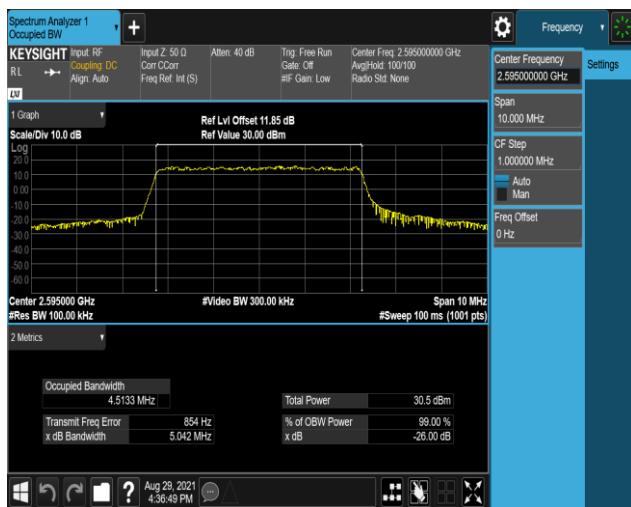 Spectrum Analyzer 1
Occupied BW
+
Frequency
KEYSIGHT
RL
LXI
Input: RF
Coupling: DC
Align: Auto
Input Z: 50 Ω
Corr CCorr
Freq Ref: Int (S)
Atten: 40 dB
Trig: Free Run
Gate: Off
#IF Gain: Low
Center Freq: 2.595000000 GHz
Avg|Hold: 100/100
Radio Std: None
Center Frequency
2.595000000 GHz
Settings
Span
10.000 MHz
CF Step
1.000000 MHz
Auto
Man
Freq Offset
0 Hz
1 Graph
Scale/Div 10.0 dB
Ref Lvl Offset 11.85 dB
Ref Value 30.00 dBm
Log
20.0
10.0
0.00
-10.0
-20.0
-30.0
-40.0
-50.0
-60.0
Center 2.595000 GHz
#Video BW 300.00 kHz
Span 10 MHz
#Res BW 100.00 kHz
#Sweep 100 ms (1001 pts)
2 Metrics
Occupied Bandwidth
4.5133 MHz
Total Power 30.5 dBm
Transmit Freq Error 854 Hz
% of OBW Power 99.00 %
x dB Bandwidth 5.042 MHz
x dB -26.00 dB
?
Aug 29, 2021
4:36:49 PM